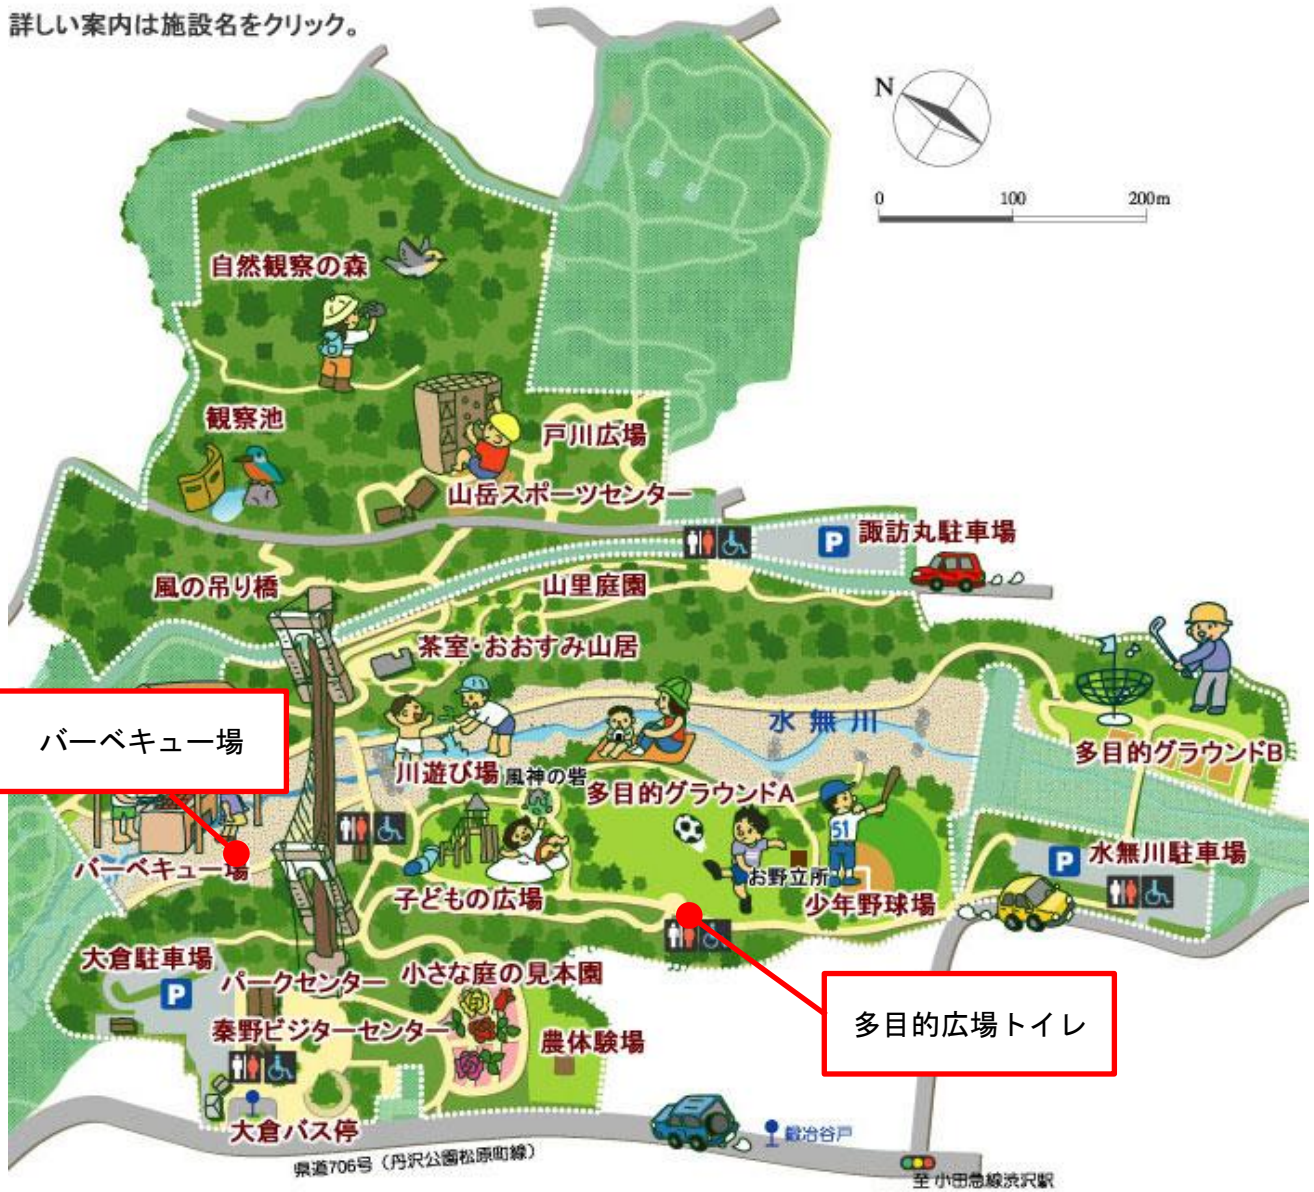 詳しい案内は施設名をクリック。
N
0 100 200m
自然観察の森
観察池
戸川広場
山岳スポーツセンター
P 諏訪丸駐車場
風の吊り橋
山里庭園
茶室・おおすみ山居
水無川
バーベキュー場
川遊び場
風神の砦
多目的グラウンドA
多目的グラウンドB
51
お野立所
P 水無川駐車場
バーベキュー場
子どもの広場
少年野球場
大倉駐車場
P
パークセンター
小さな庭の見本園
秦野ビジターセンター
農体験場
多目的広場トイレ
大倉バス停
鍛冶谷戸
県道706号(丹沢公園松原町線)
至 小田急線渋沢駅